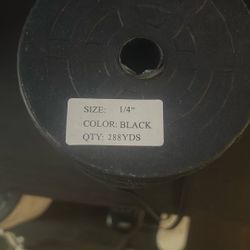 SIZE: 1/4"
COLOR: BLACK
QTY: 288YDS